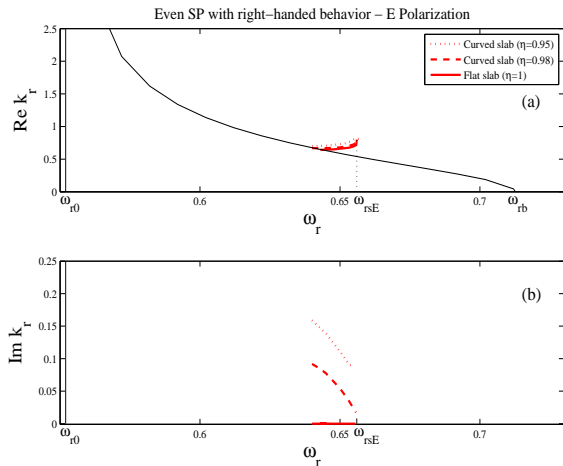 Even SP with right-handed behavior – E Polarization
Curved slab (η=0.95)
Curved slab (η=0.98)
Flat slab (η=1)
(a)
Re k_r
2.5
2
1.5
1
0.5
0
ω_r0
0.6
0.65
ω_rsE
0.7
ω_rb
ω_r
(b)
Im k_r
0.25
0.2
0.15
0.1
0.05
0
ω_r0
0.6
0.65
ω_rsE
0.7
ω_r